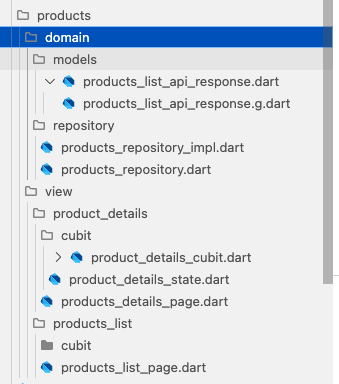 products
domain
models
products_list_api_response.dart
products_list_api_response.g.dart
repository
products_repository_impl.dart
products_repository.dart
view
product_details
cubit
product_details_cubit.dart
product_details_state.dart
products_details_page.dart
products_list
cubit
products_list_page.dart